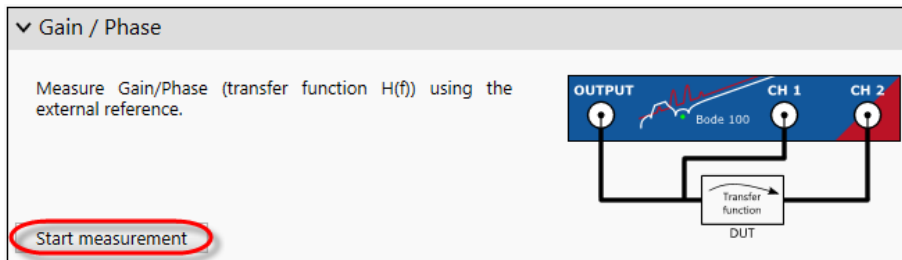 Gain / Phase
Measure Gain/Phase (transfer function H(f)) using the
external reference.
OUTPUT
CH 1
CH 2
Bode 100
Transfer
function
DUT
Start measurement